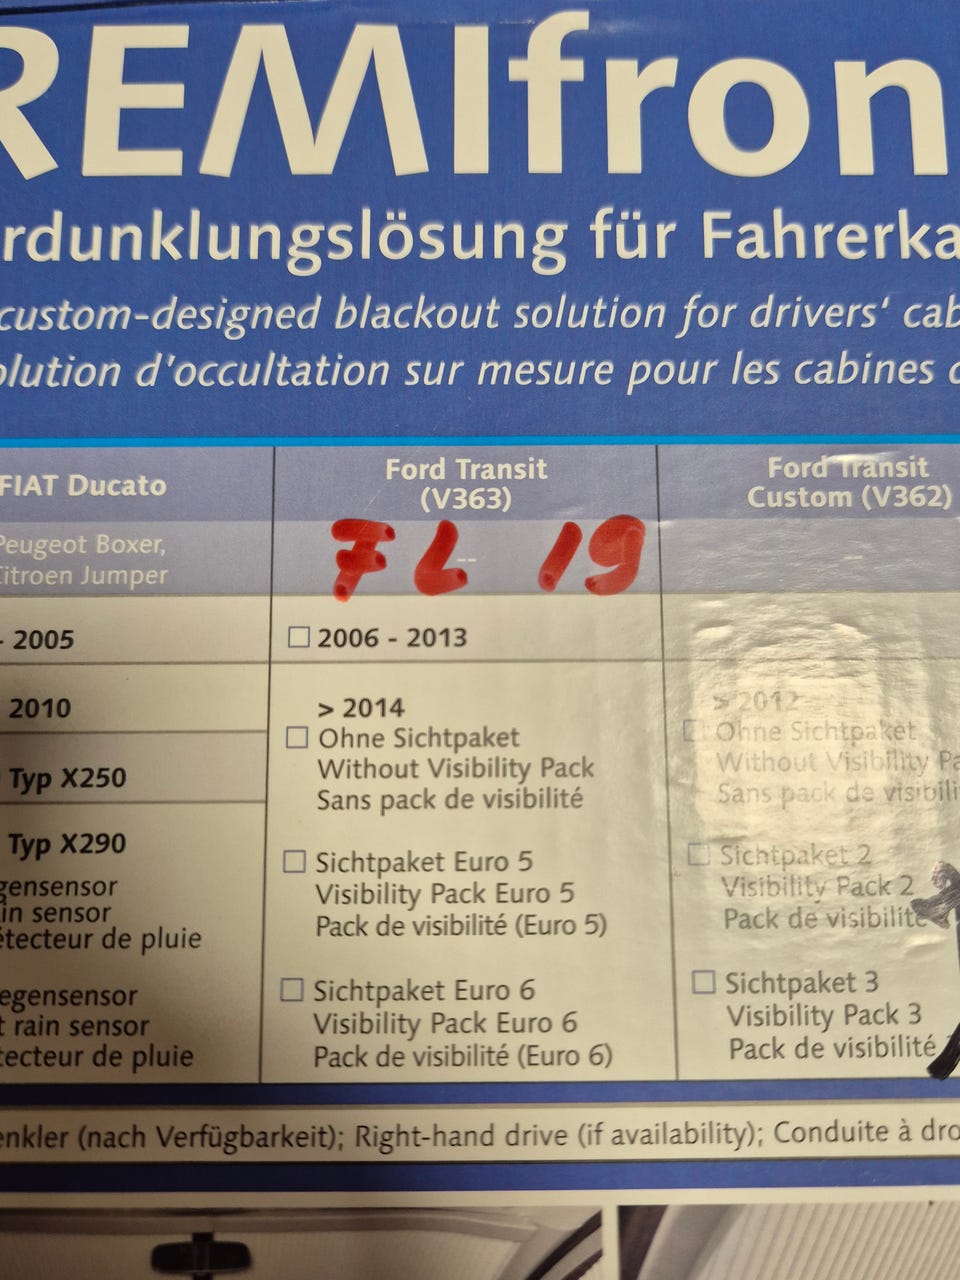 REMIfron
rdunklungslösung für Fahrerka
custom-designed blackout solution for drivers' cab
olution d'occultation sur mesure pour les cabines
FIAT Ducato
Peugeot Boxer,
Citroen Jumper
- 2005
2010
Typ X250
Typ X290
gensensor
in sensor
étecteur de pluie
egensensor
t rain sensor
tecteur de pluie
Ford Transit
(V363)
FL 19
--
2006 - 2013
> 2014
Ohne Sichtpaket
Without Visibility Pack
Sans pack de visibilité
Sichtpaket Euro 5
Visibility Pack Euro 5
Pack de visibilité (Euro 5)
Sichtpaket Euro 6
Visibility Pack Euro 6
Pack de visibilité (Euro 6)
Ford Transit
Custom (V362)
> 2012
Ohne Sichtpaket
Without Visibility Pa
Sans pack de visibili
Sichtpaket 2
Visibility Pack 2
Pack de visibilité
Sichtpaket 3
Visibility Pack 3
Pack de visibilité
enkler (nach Verfügbarkeit); Right-hand drive (if availability); Conduite à dro